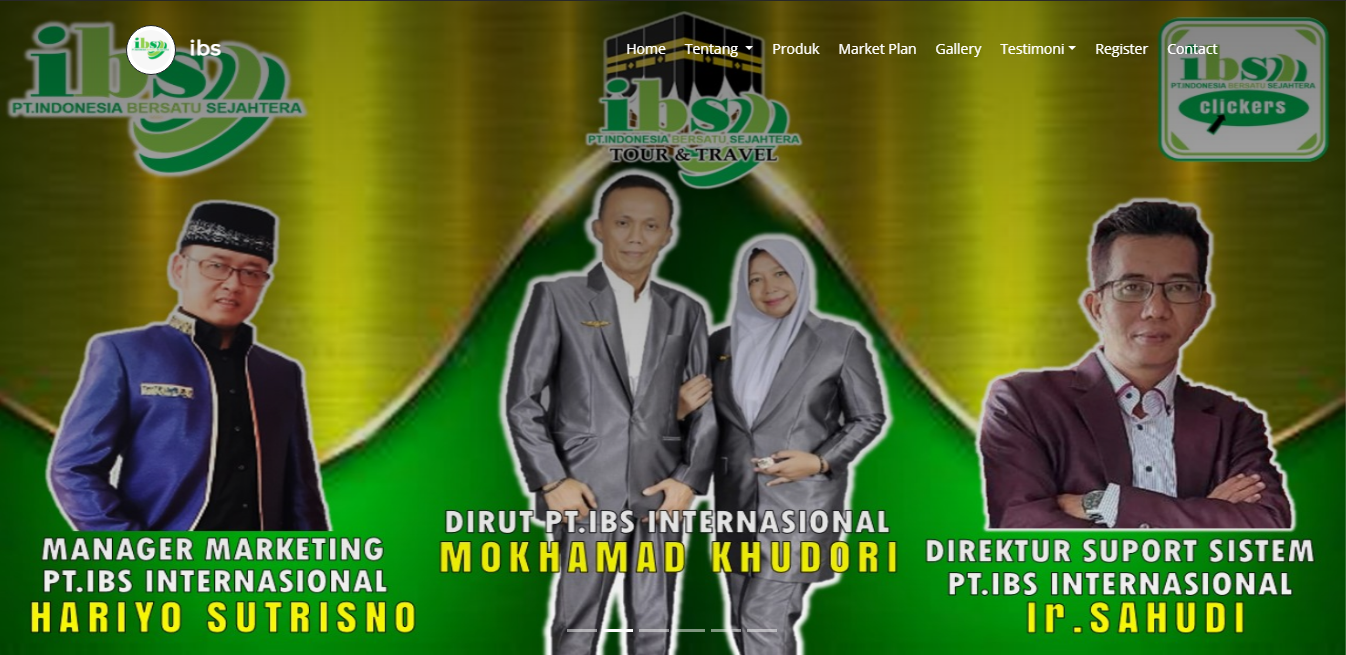 ibs
Home
Tentang
Produk
Market Plan
Gallery
Testimoni
Register
Contact
ibs
PT.INDONESIA BERSATU SEJAHTERA
ibs
PT.INDONESIA BERSATU SEJAHTERA
TOUR & TRAVEL
ibs
PT.INDONESIA BERSATU SEJAHTERA
clickers
MANAGER MARKETING
PT.IBS INTERNASIONAL
HARIYO SUTRISNO
DIRUT PT.IBS INTERNASIONAL
MOKHAMAD KHUDORI
DIREKTUR SUPORT SISTEM
PT.IBS INTERNASIONAL
Ir.SAHUDI